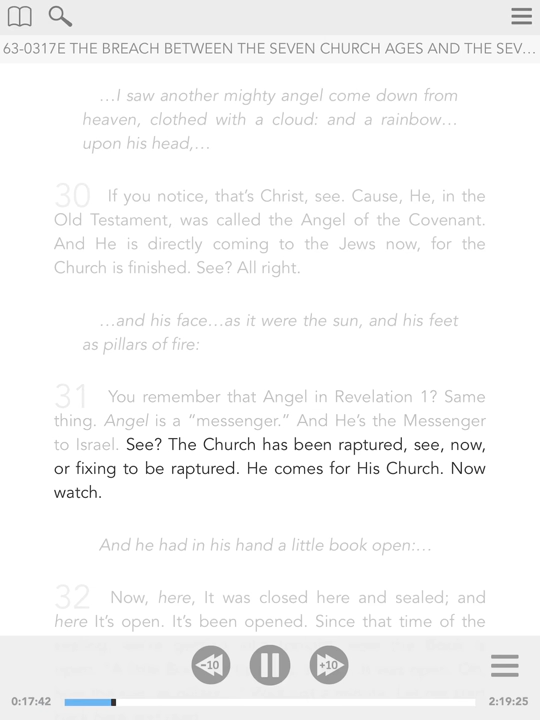 63-0317E THE BREACH BETWEEN THE SEVEN CHURCH AGES AND THE SEV…
…I saw another mighty angel come down from
heaven, clothed with a cloud: and a rainbow…
upon his head,…
30 If you notice, that’s Christ, see. Cause, He, in the
Old Testament, was called the Angel of the Covenant.
And He is directly coming to the Jews now, for the
Church is finished. See? All right.
…and his face…as it were the sun, and his feet
as pillars of fire:
31 You remember that Angel in Revelation 1? Same
thing. Angel is a “messenger.” And He’s the Messenger
to Israel. See? The Church has been raptured, see, now,
or fixing to be raptured. He comes for His Church. Now
watch.
And he had in his hand a little book open:…
32 Now, here, It was closed here and sealed; and
here It’s open. It’s been opened. Since that time of the
-10
+10
0:17:42
2:19:25